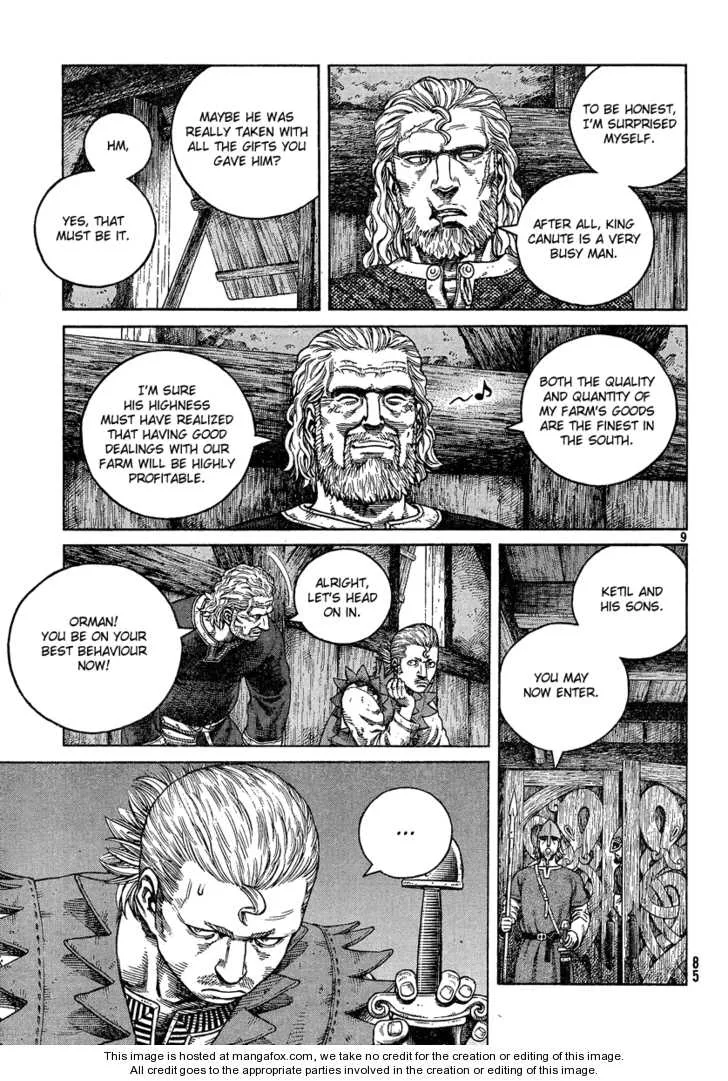 TO BE HONEST,
I'M SURPRISED
MYSELF.
AFTER ALL, KING
CANUTE IS A VERY
BUSY MAN.
MAYBE HE WAS
REALLY TAKEN WITH
ALL THE GIFTS YOU
GAVE HIM?
HM,
YES, THAT
MUST BE IT.
BOTH THE QUALITY
AND QUANTITY OF
MY FARM'S GOODS
ARE THE FINEST IN
THE SOUTH.
I'M SURE
HIS HIGHNESS
MUST HAVE REALIZED
THAT HAVING GOOD
DEALINGS WITH OUR
FARM WILL BE HIGHLY
PROFITABLE.
9
KETIL AND
HIS SONS.
YOU MAY
NOW ENTER.
ALRIGHT,
LET'S HEAD
ON IN.
ORMAN!
YOU BE ON YOUR
BEST BEHAVIOUR
NOW!
...
85
This image is hosted at mangafox.com, we take no credit for the creation or editing of this image.
All credit goes to the appropriate parties involved in the creation or editing of this image.